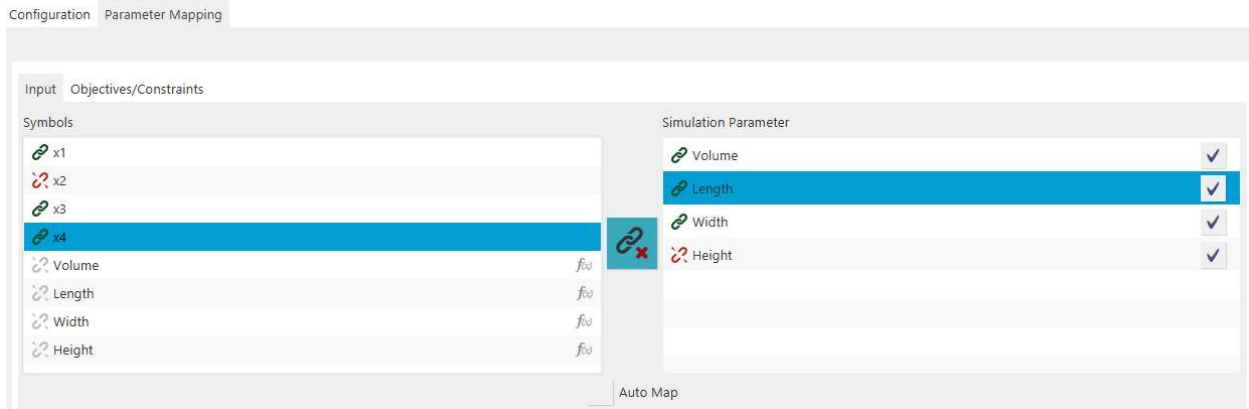 Configuration Parameter Mapping
Input Objectives/Constraints
Symbols
x1
x2
x3
x4
Volume f(x)
Length f(x)
Width f(x)
Height f(x)
Simulation Parameter
Volume
Length
Width
Height
Auto Map